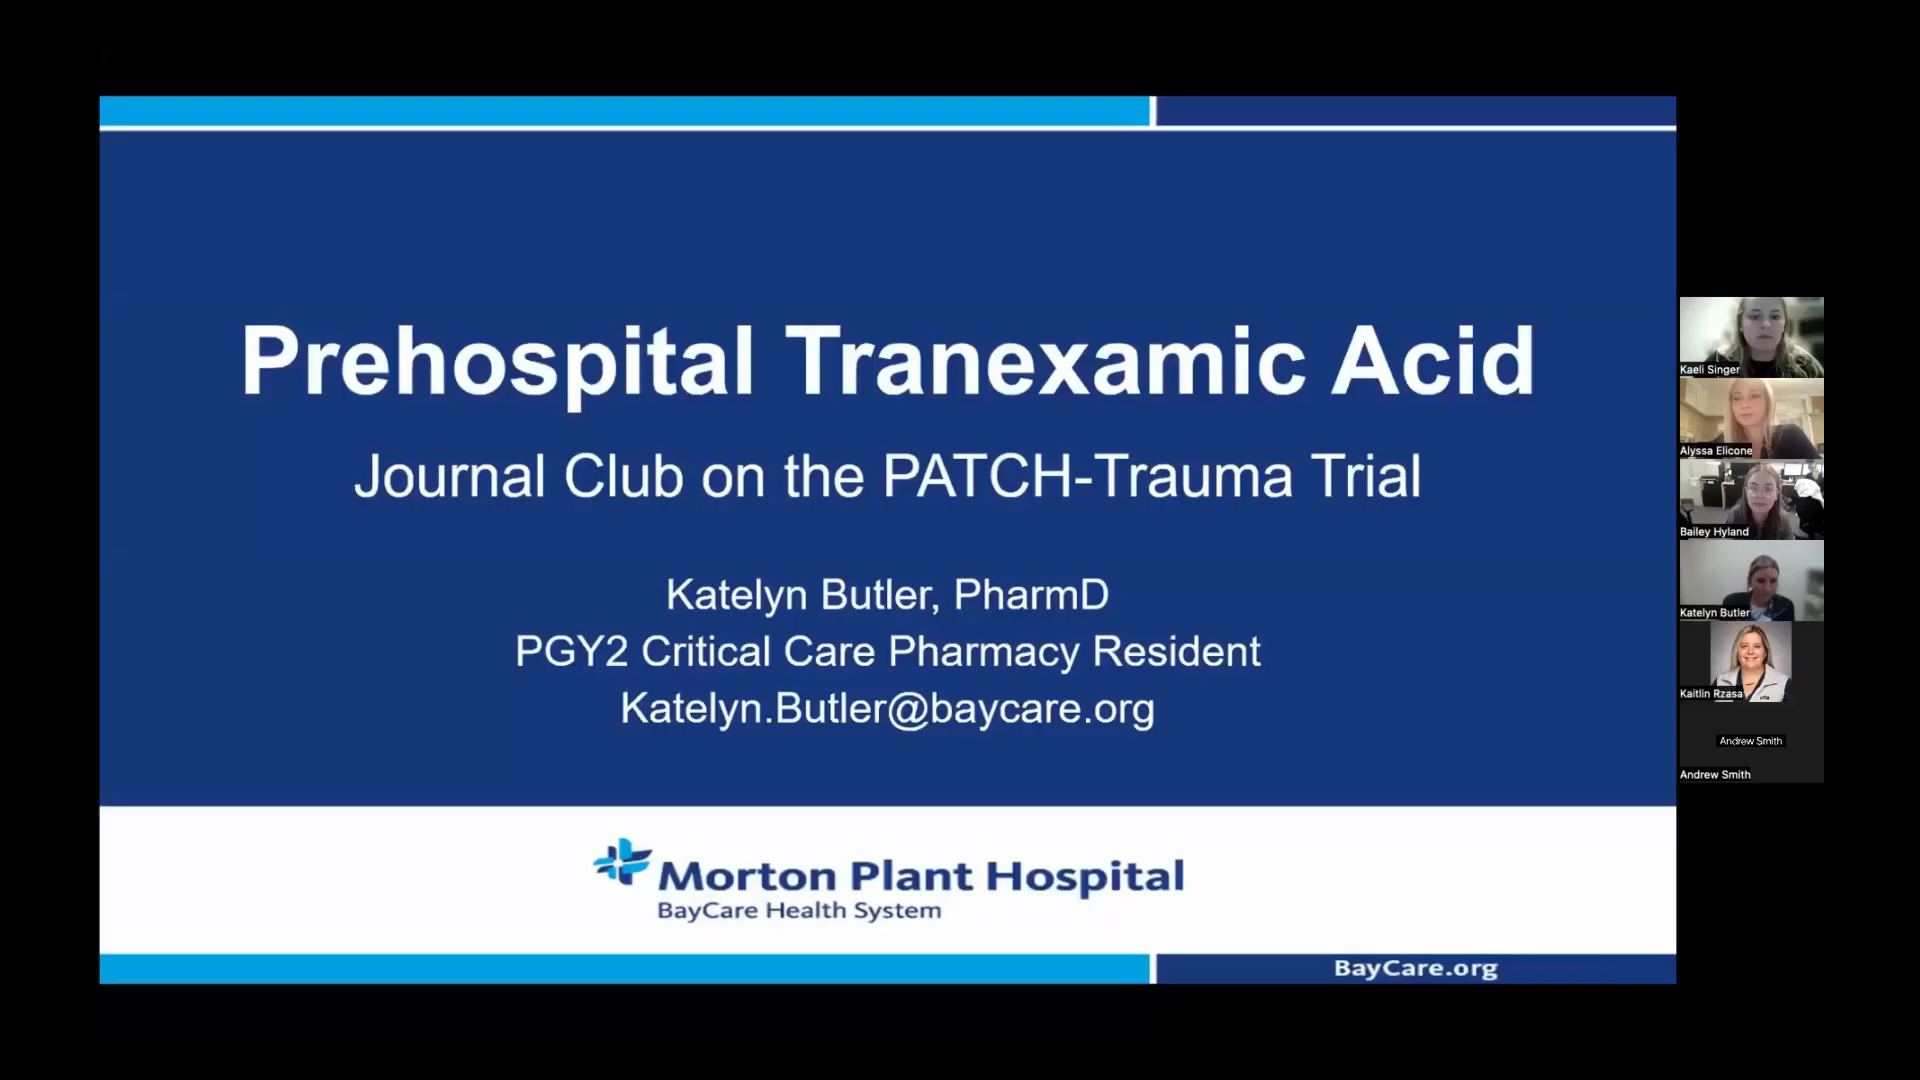 Prehospital Tranexamic Acid
Journal Club on the PATCH-Trauma Trial
Katelyn Butler, PharmD
PGY2 Critical Care Pharmacy Resident
Katelyn.Butler@baycare.org
Morton Plant Hospital
BayCare Health System
BayCare.org
Kaeli Singer
Alyssa Elicone
Bailey Hyland
Katelyn Butler
Kaitlin Rzasa
Andrew Smith
Andrew Smith